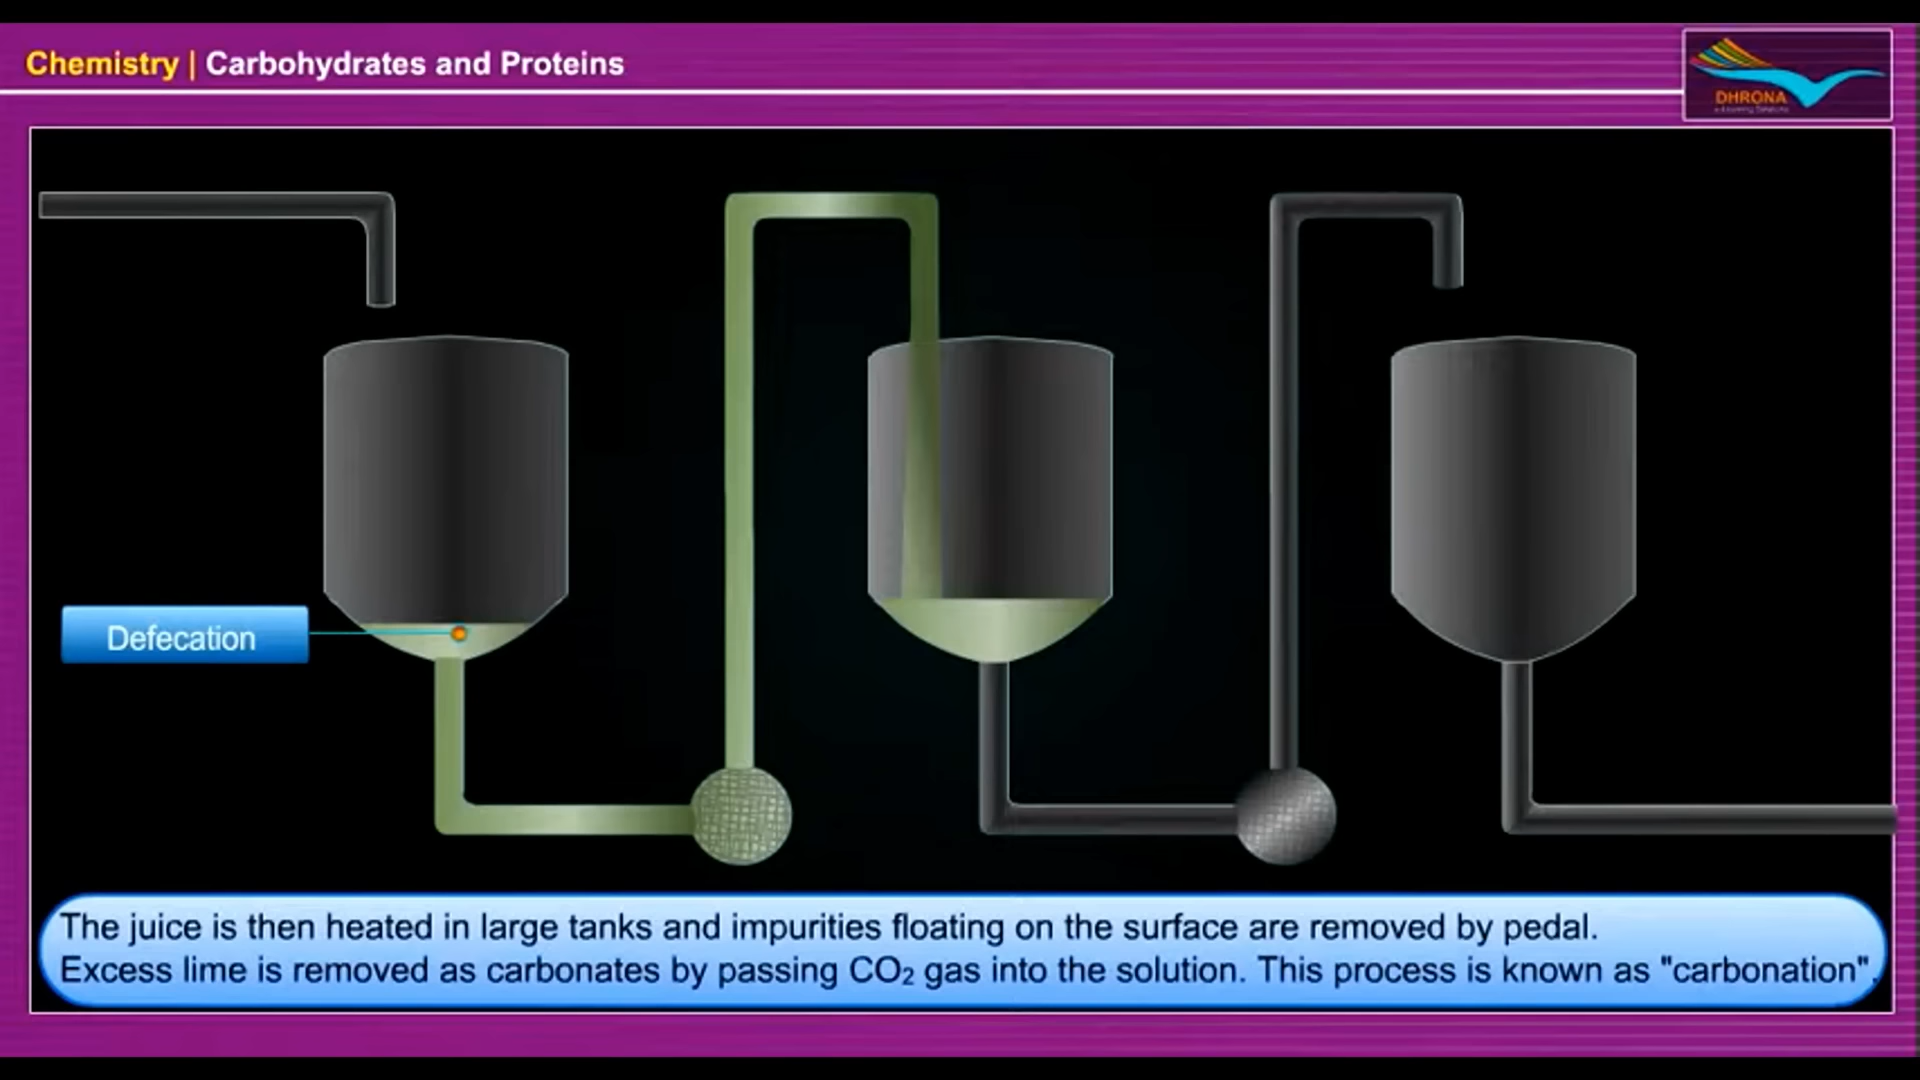 Chemistry | Carbohydrates and Proteins
DHRONA
Defecation
The juice is then heated in large tanks and impurities floating on the surface are removed by pedal.
Excess lime is removed as carbonates by passing CO₂ gas into the solution. This process is known as "carbonation".